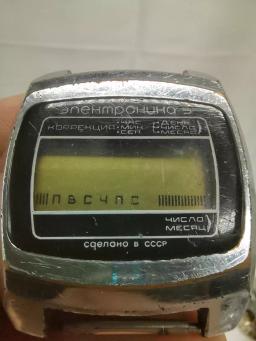 электроника 5
коррекция час мин сек день число месяц
П В С Ч П С
число
месяц
сделано в ссср